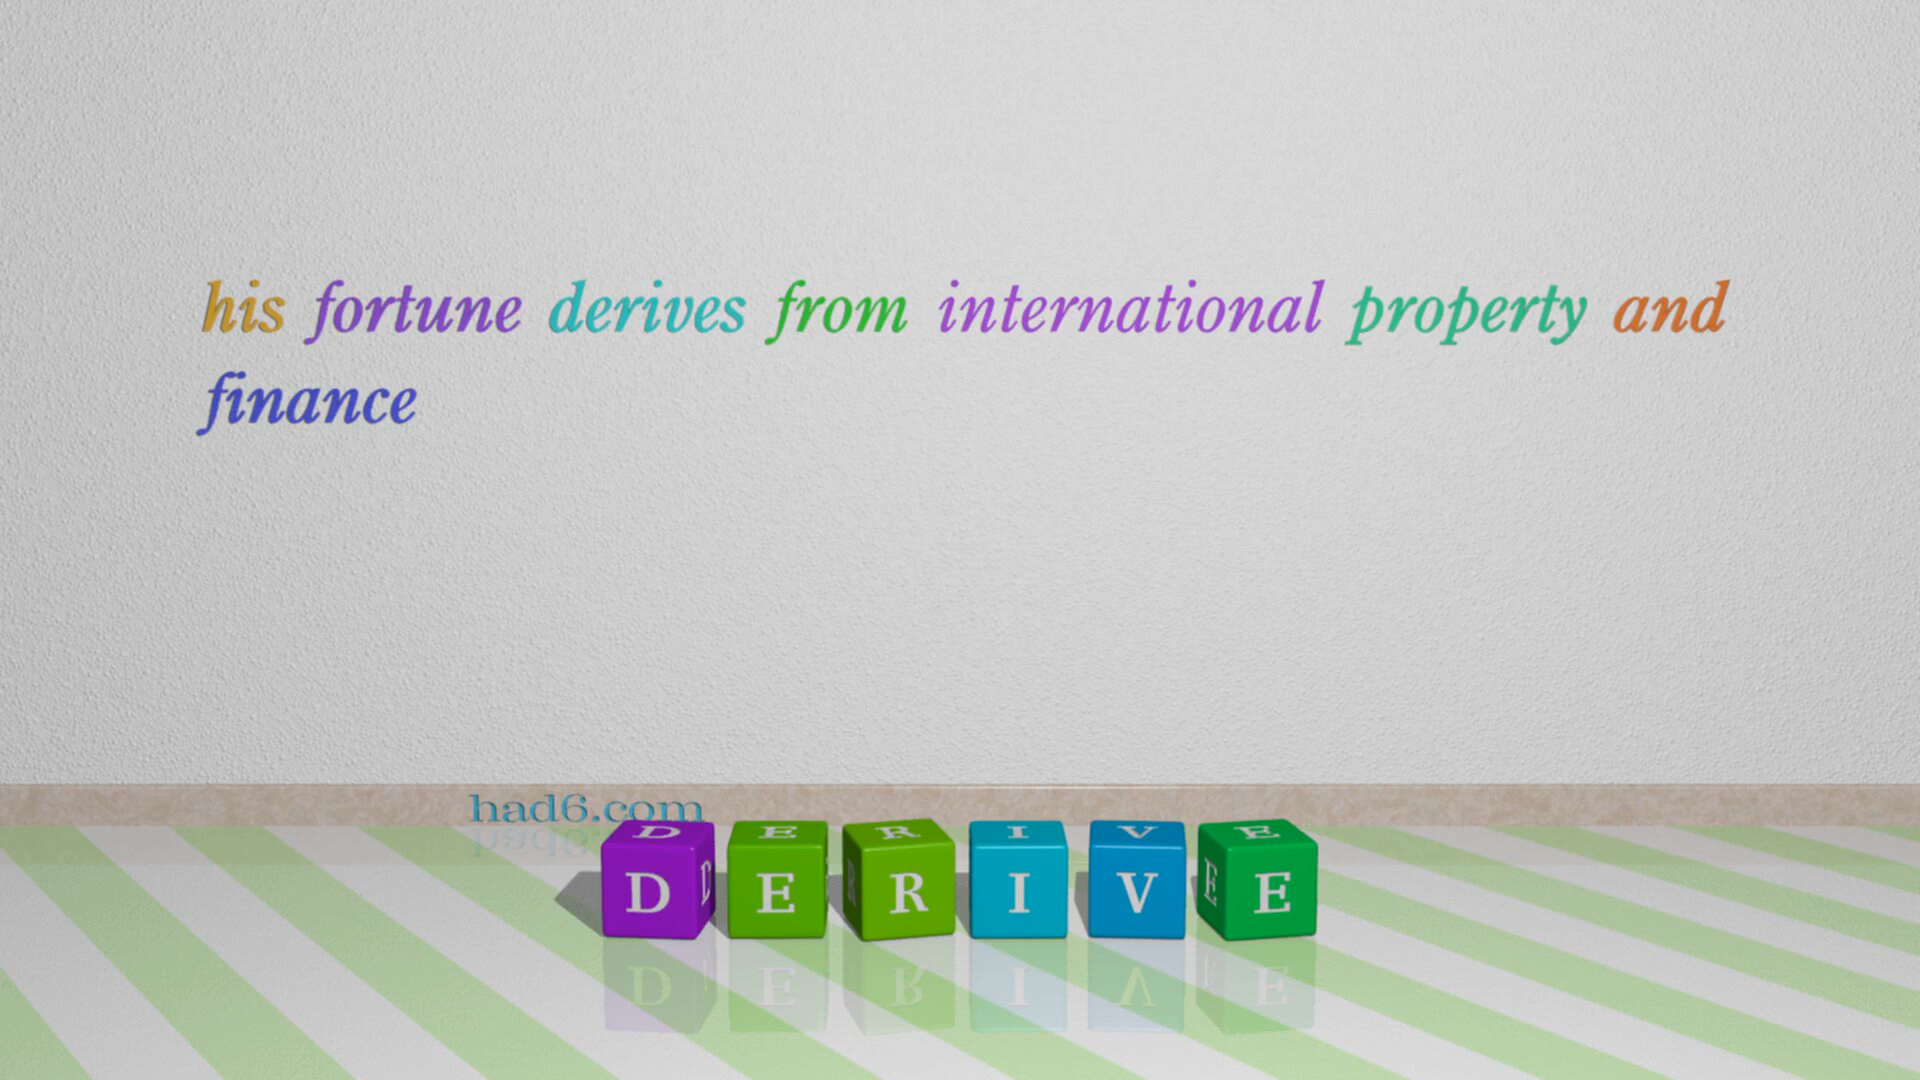 his fortune derives from international property and
finance
had6.com
DERIVE